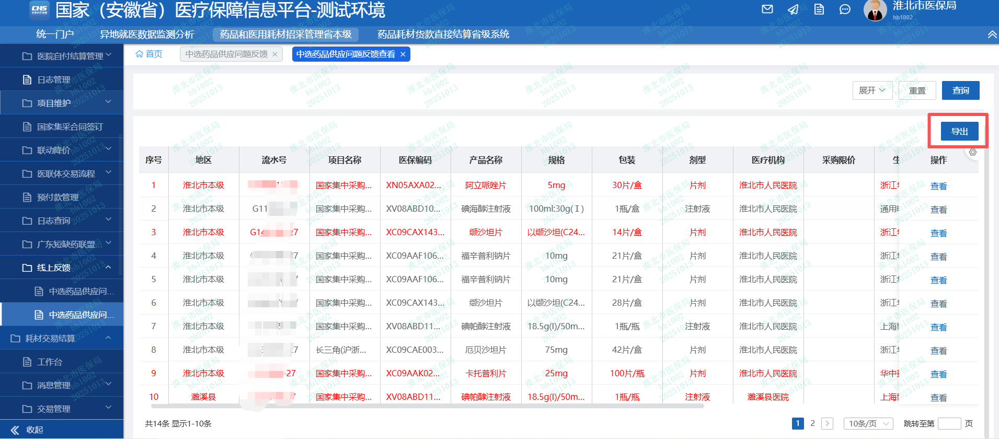 CHS
国家（安徽省）医疗保障信息平台-测试环境
淮北市医保局
hb1002
统一门户 异地就医数据监测分析 药品和医用耗材招采管理省本级 药品耗材货款直接结算省级系统
首页 中选药品供应问题反馈 × 中选药品供应问题反馈查看 ×
医院自付结算管理
日志管理
项目维护
国家集采合同签订
联动降价
医联体交易流程
预付款管理
日志查询
广东短缺药联盟...
线上反馈
中选药品供应问...
中选药品供应问...
耗材交易结算
工作台
消息管理
交易管理
收起
展开 重置 查询
导出
序号 地区 流水号 项目名称 医保编码 产品名称 规格 包装 剂型 医疗机构 采购限价 生 操作
1 淮北市本级 国家集中采购... XN05AXA02... 阿立哌唑片 5mg 30片/盒 片剂 淮北市人民医院 浙江华 查看
2 淮北市本级 G11 国家集中采购... XV08ABD10... 碘海醇注射液 100ml:30g(Ⅰ) 1瓶/盒 注射液 淮北市人民医院 通用电 查看
3 淮北市本级 G14 27 国家集中采购... XC09CAX143... 缬沙坦片 以缬沙坦(C24... 14片/盒 片剂 淮北市人民医院 浙江华 查看
4 淮北市本级 7 国家集中采购... XC09AAF106... 福辛普利钠片 10mg 21片/盒 片剂 淮北市人民医院 浙江华 查看
5 淮北市本级 7 国家集中采购... XC09AAF106... 福辛普利钠片 10mg 21片/盒 片剂 淮北市人民医院 浙江华 查看
6 淮北市本级 国家集中采购... XC09CAX143... 缬沙坦片 以缬沙坦(C24... 28片/盒 片剂 淮北市人民医院 浙江华 查看
7 淮北市本级 国家集中采购... XV08ABD11... 碘帕醇注射液 18.5g(I)/50m... 1瓶/瓶 注射液 淮北市人民医院 上海博 查看
8 淮北市本级 27 长三角(沪浙... XC09CAE003... 厄贝沙坦片 75mg 42片/盒 片剂 淮北市人民医院 浙江华 查看
9 淮北市本级 -27 国家集中采购... XC09AAK02... 卡托普利片 25mg 100片/瓶 片剂 淮北市人民医院 华中药 查看
10 濉溪县 国家集中采购... XV08ABD11... 碘帕醇注射液 18.5g(I)/50m... 1瓶/瓶 注射液 濉溪县医院 上海博 查看
共14条 显示1-10条 1 2 10条/页 跳转至第 页
淮北市医保局
hb1002
20251013